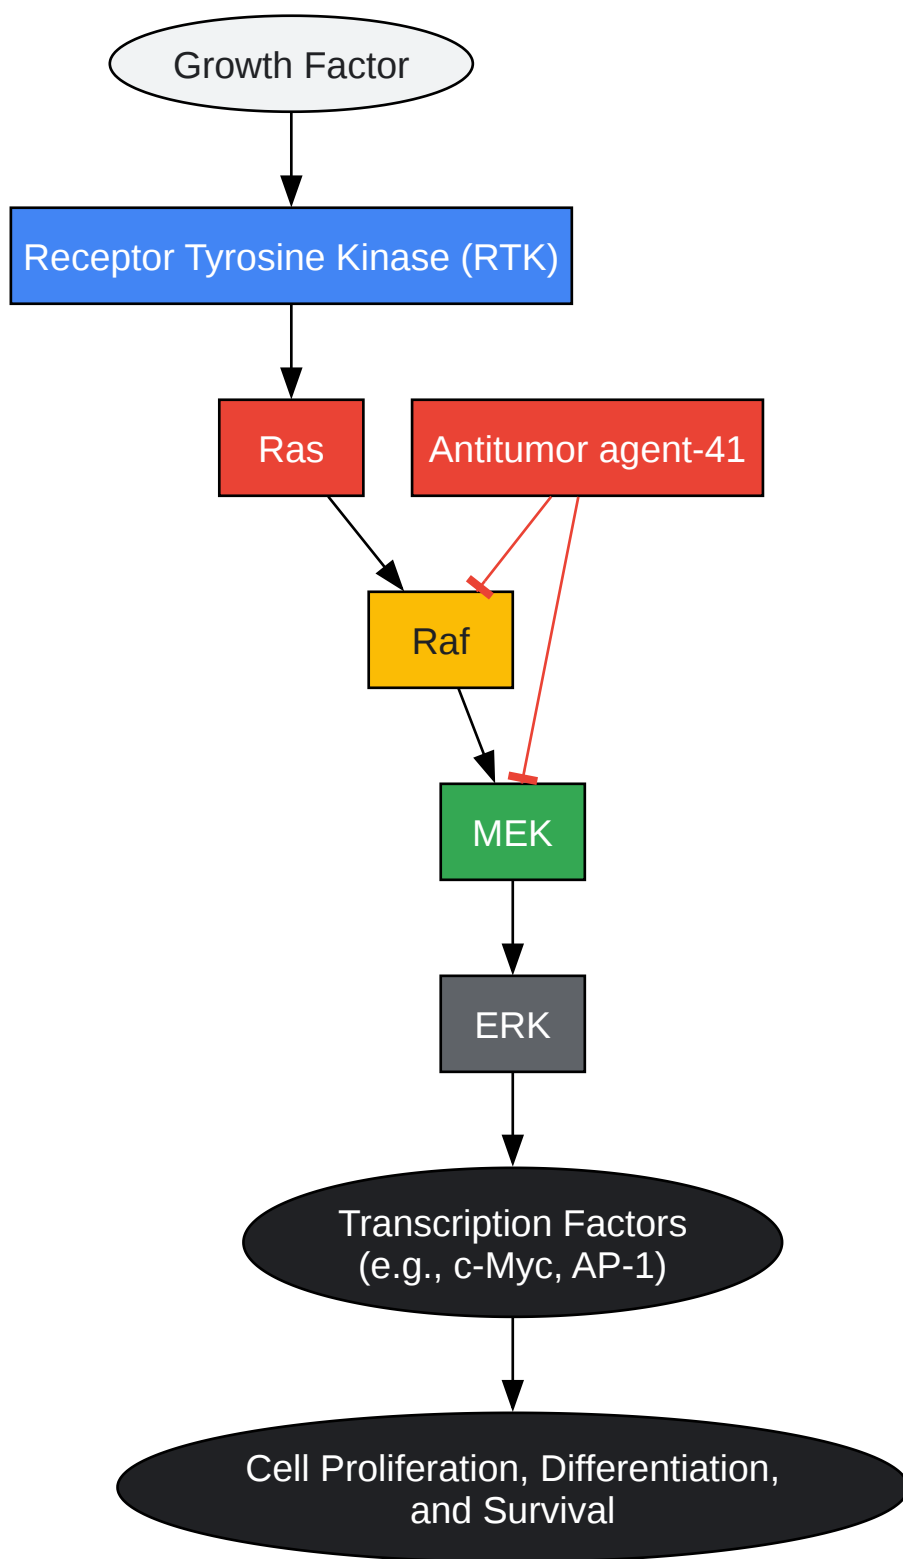 Growth Factor
Receptor Tyrosine Kinase (RTK)
Ras
Antitumor agent-41
Raf
MEK
ERK
Transcription Factors
(e.g., c-Myc, AP-1)
Cell Proliferation, Differentiation,
and Survival